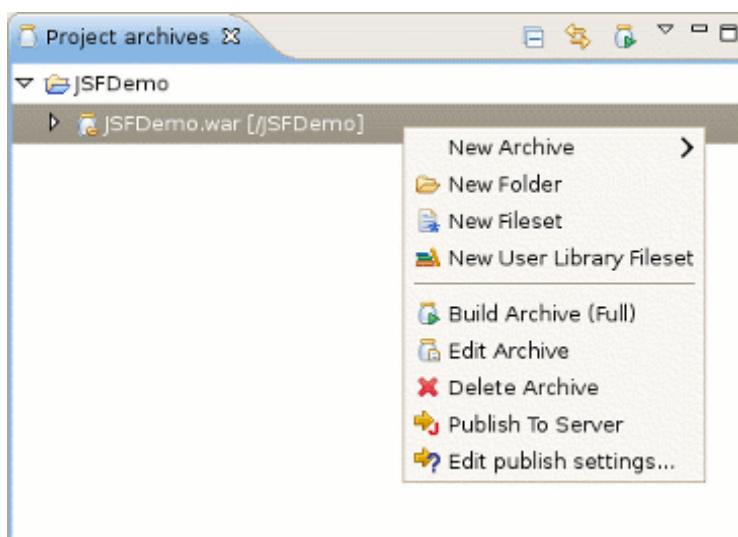 Project archives
JSFDemo
JSFDemo.war [/JSFDemo]
New Archive
New Folder
New Fileset
New User Library Fileset
Build Archive (Full)
Edit Archive
Delete Archive
Publish To Server
Edit publish settings...